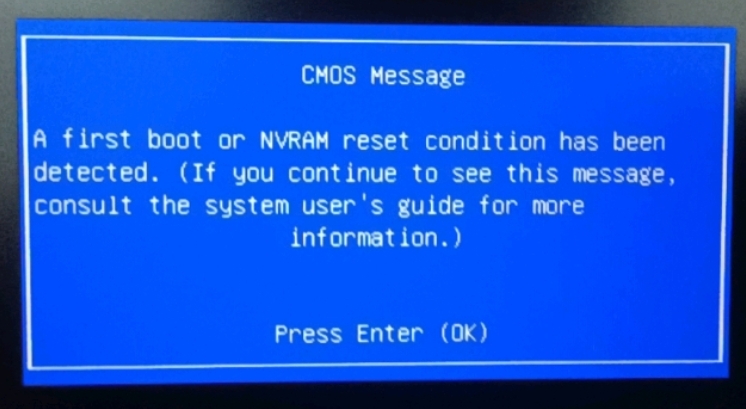 CMOS Message
A first boot or NVRAM reset condition has been
detected. (If you continue to see this message,
consult the system user's guide for more
information.)
Press Enter (OK)